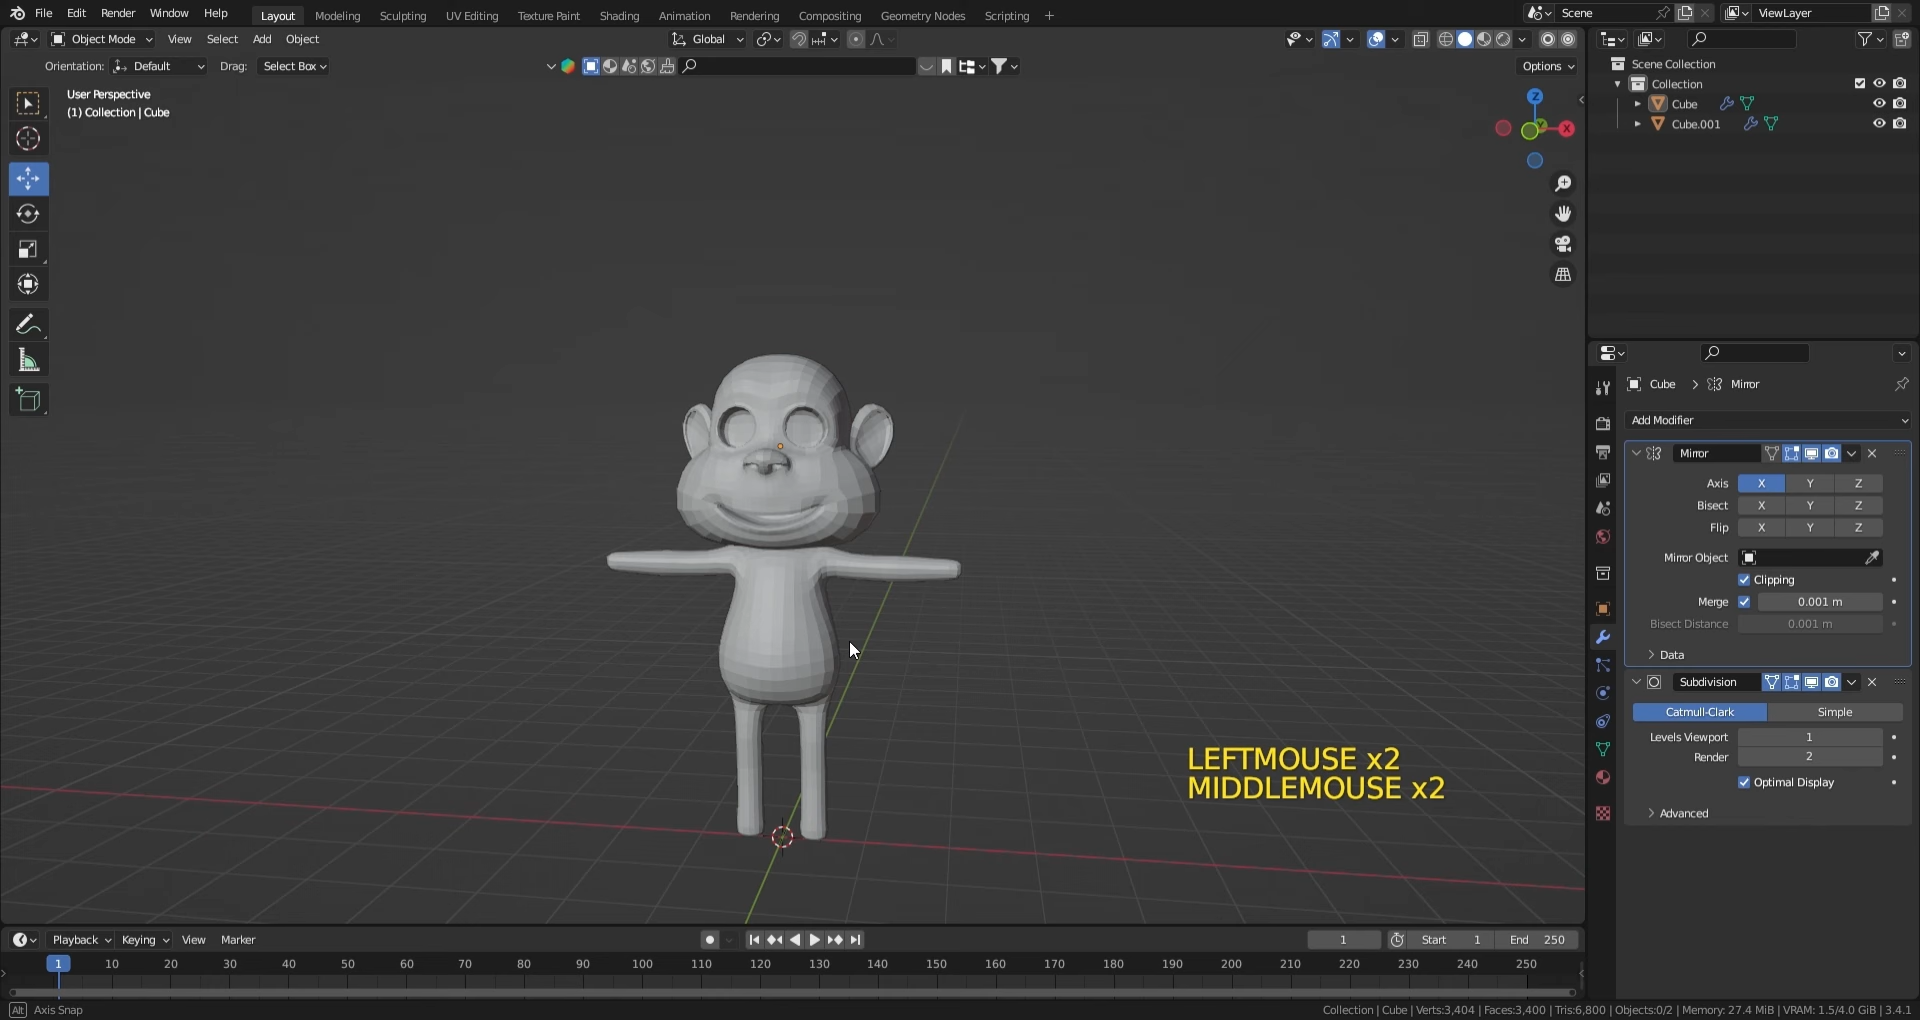 File Edit Render Window Help Layout Modeling Sculpting UV Editing Texture Paint Shading Animation Rendering Compositing Geometry Nodes Scripting + Scene ViewLayer
Object Mode View Select Add Object Global
Orientation: Default Drag: Select Box Options
User Perspective
(1) Collection | Cube
Z
Y
X
Scene Collection
Collection
Cube
Cube.001
Cube > Mirror
Add Modifier
Mirror
Axis X Y Z
Bisect X Y Z
Flip X Y Z
Mirror Object
Clipping
Merge 0.001 m
Bisect Distance 0.001 m
Data
Subdivision
Catmull-Clark Simple
Levels Viewport 1
Render 2
Optimal Display
Advanced
LEFTMOUSE x2
MIDDLEMOUSE x2
Playback Keying View Marker 1 Start 1 End 250
1 10 20 30 40 50 60 70 80 90 100 110 120 130 140 150 160 170 180 190 200 210 220 230 240 250
Alt Axis Snap Collection | Cube | Verts:3,404 | Faces:3,400 | Tris:6,800 | Objects:0/2 | Memory: 27.4 MiB | VRAM: 1.5/4.0 GiB | 3.4.1